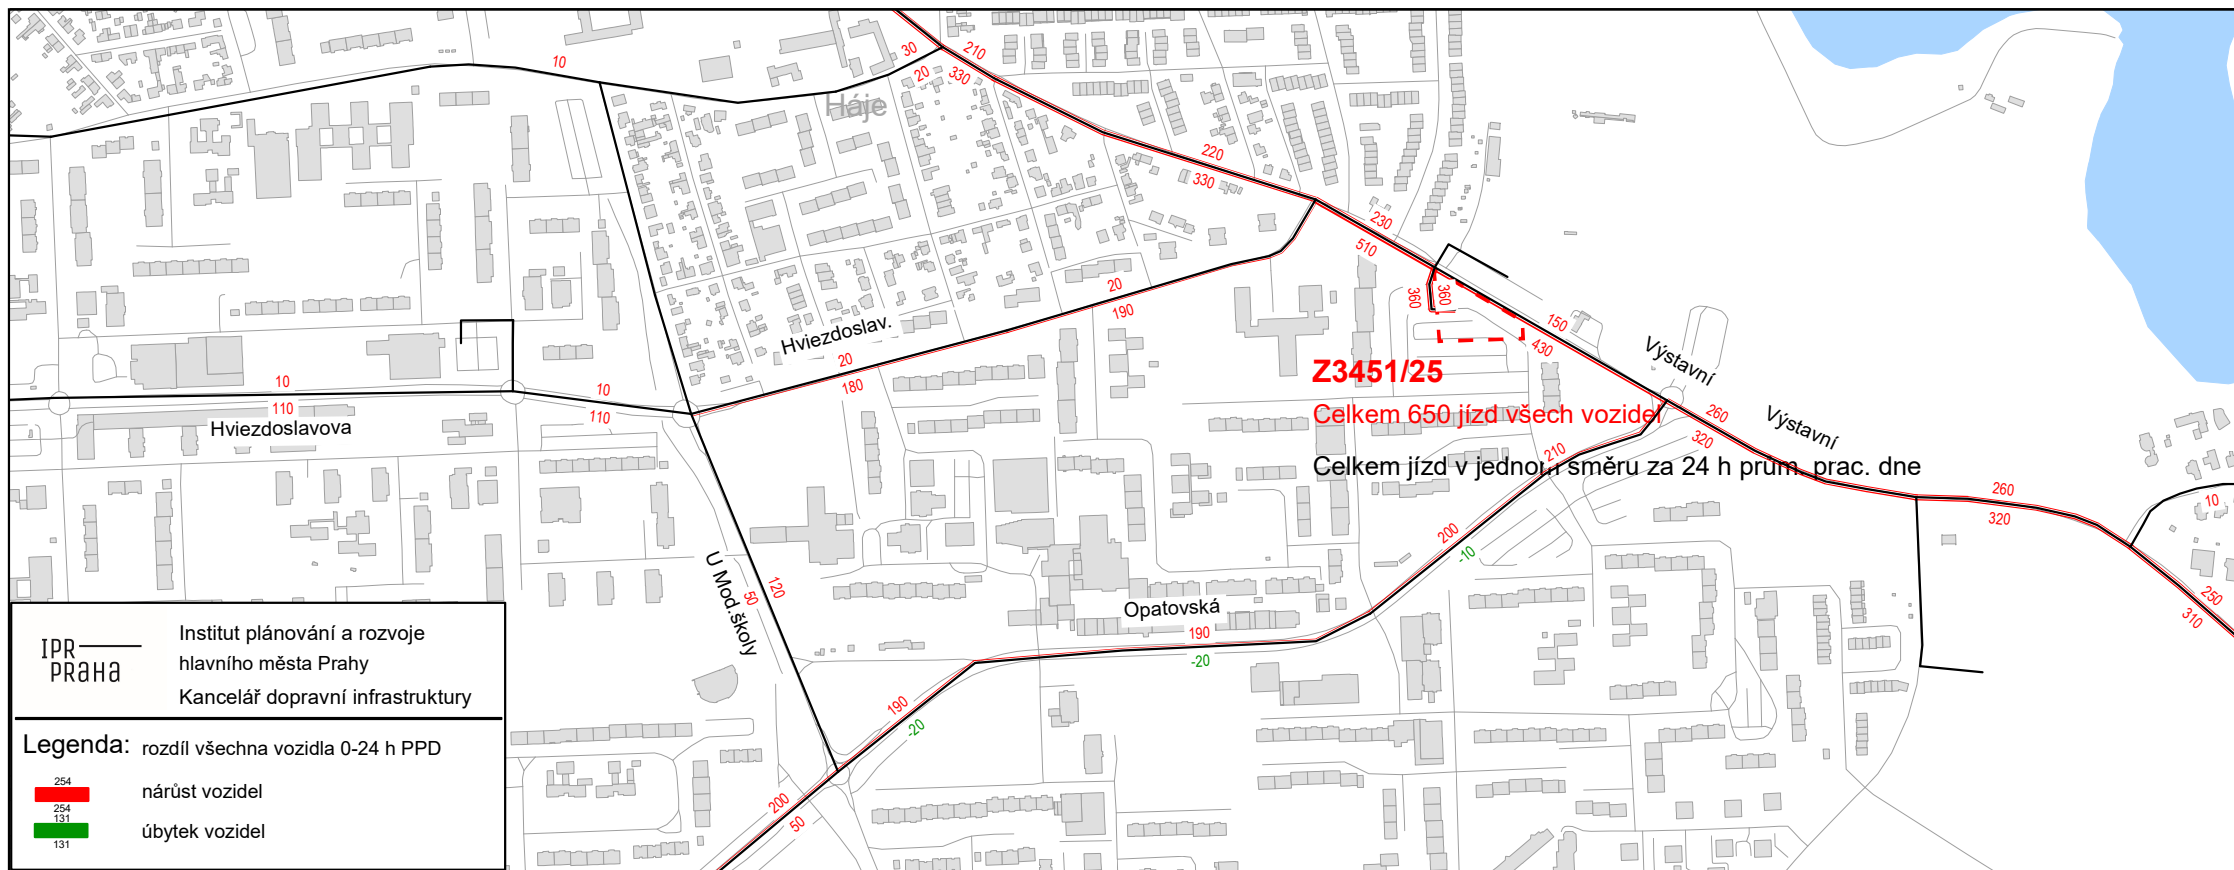 10
30
20
210
330
Háje
220
330
230
510
360
360
20
190
Hviezdoslav.
20
180
150
430
Výstavní
Z3451/25
Celkem 650 jízd všech vozidel
Celkem jízd v jednom směru za 24 h prům. prac. dne
10
110
10
110
Hviezdoslavova
260
320
Výstavní
210
260
320
10
200
-10
250
310
U Mod.školy
120
50
Opatovská
190
-20
190
-20
200
50
IPR
PRAHA
Institut plánování a rozvoje
hlavního města Prahy
Kancelář dopravní infrastruktury
Legenda: rozdíl všechna vozidla 0-24 h PPD
254
nárůst vozidel
254
131
úbytek vozidel
131